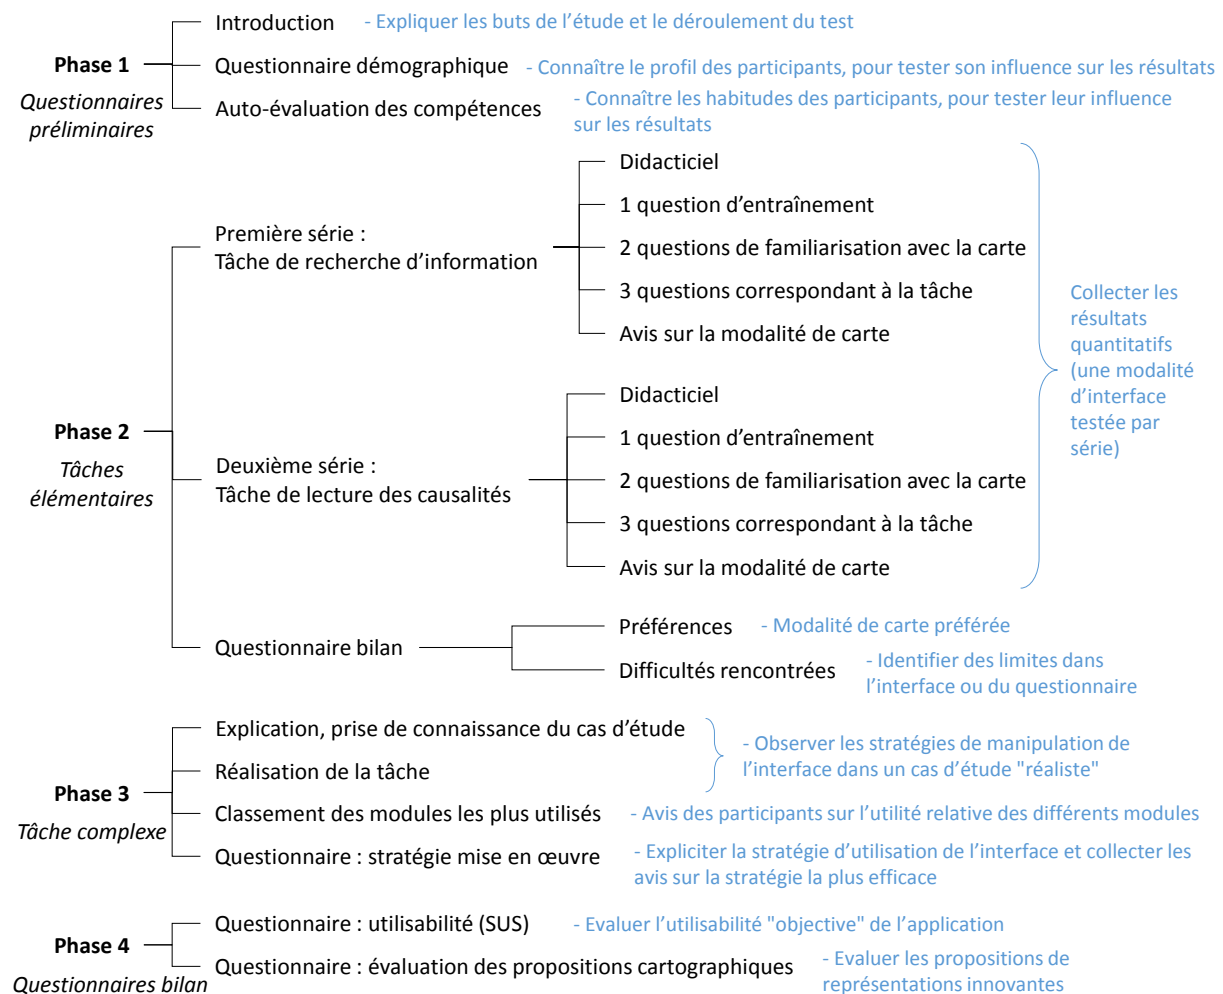 Introduction - Expliquer les buts de l'étude et le déroulement du test
Phase 1
Questionnaire démographique - Connaître le profil des participants, pour tester son influence sur les résultats
Questionnaires
préliminaires
Auto-évaluation des compétences
- Connaître les habitudes des participants, pour tester leur influence
sur les résultats
Phase 2
Tâches
élémentaires
Première série :
Tâche de recherche d'information
Didacticiel
1 question d'entraînement
2 questions de familiarisation avec la carte
3 questions correspondant à la tâche
Avis sur la modalité de carte
Deuxième série :
Tâche de lecture des causalités
Didacticiel
1 question d'entraînement
2 questions de familiarisation avec la carte
3 questions correspondant à la tâche
Avis sur la modalité de carte
Collecter les
résultats
quantitatifs
(une modalité
d'interface
testée par
série)
Questionnaire bilan
Préférences - Modalité de carte préférée
Difficultés rencontrées
- Identifier des limites dans
l'interface ou du questionnaire
Phase 3
Tâche complexe
Explication, prise de connaissance du cas d'étude
Réalisation de la tâche
- Observer les stratégies de manipulation de
l'interface dans un cas d'étude "réaliste"
Classement des modules les plus utilisés - Avis des participants sur l'utilité relative des différents modules
Questionnaire : stratégie mise en œuvre
- Expliciter la stratégie d'utilisation de l'interface et collecter les
avis sur la stratégie la plus efficace
Phase 4
Questionnaires bilan
Questionnaire : utilisabilité (SUS) - Evaluer l'utilisabilité "objective" de l'application
Questionnaire : évaluation des propositions cartographiques
- Evaluer les propositions de
représentations innovantes